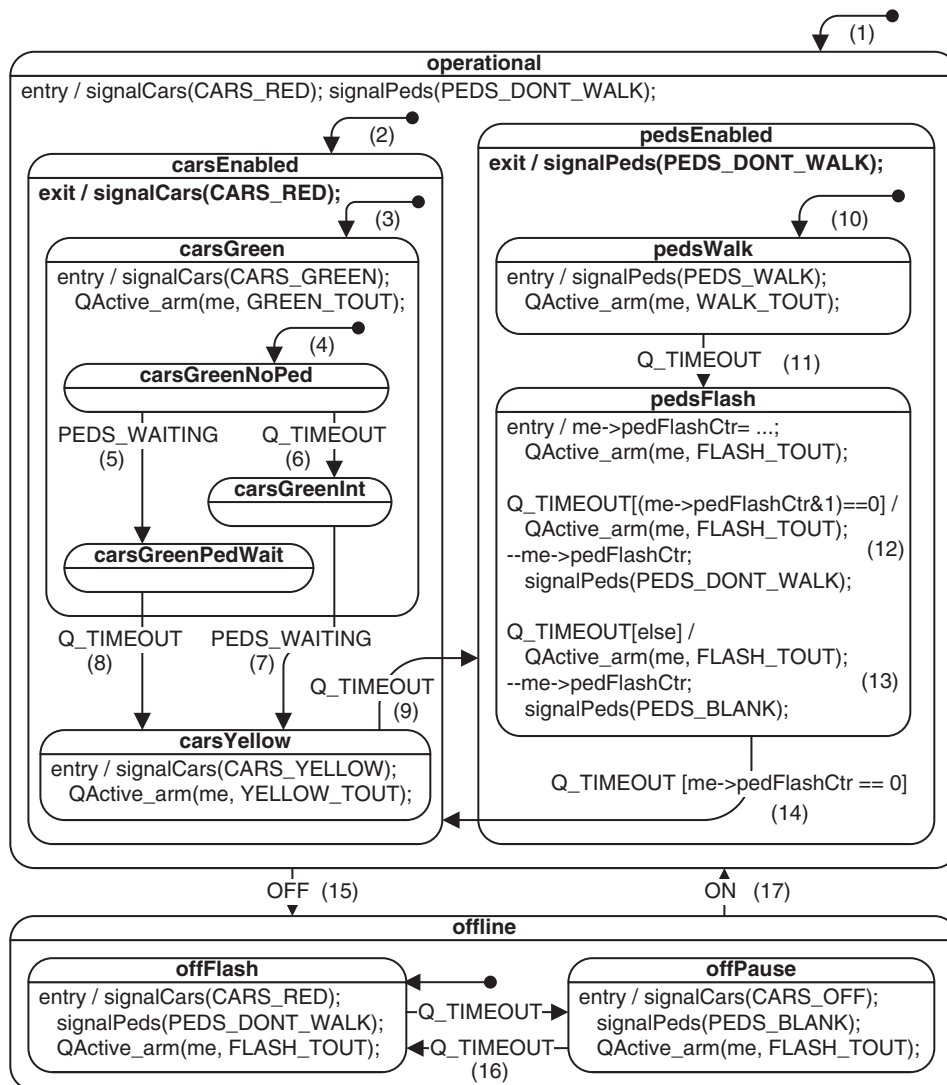 (1)
operational
entry / signalCars(CARS_RED); signalPeds(PEDS_DONT_WALK);
(2)
carsEnabled
exit / signalCars(CARS_RED);
(3)
carsGreen
entry / signalCars(CARS_GREEN);
QActive_arm(me, GREEN_TOUT);
(4)
carsGreenNoPed
PEDS_WAITING
(5)
Q_TIMEOUT
(6)
carsGreenInt
carsGreenPedWait
Q_TIMEOUT
(8)
PEDS_WAITING
(7)
Q_TIMEOUT
(9)
carsYellow
entry / signalCars(CARS_YELLOW);
QActive_arm(me, YELLOW_TOUT);
pedsEnabled
exit / signalPeds(PEDS_DONT_WALK);
(10)
pedsWalk
entry / signalPeds(PEDS_WALK);
QActive_arm(me, WALK_TOUT);
Q_TIMEOUT (11)
pedsFlash
entry / me->pedFlashCtr= ...;
QActive_arm(me, FLASH_TOUT);
Q_TIMEOUT[(me->pedFlashCtr&1)==0] /
QActive_arm(me, FLASH_TOUT);
--me->pedFlashCtr; (12)
signalPeds(PEDS_DONT_WALK);
Q_TIMEOUT[else] /
QActive_arm(me, FLASH_TOUT);
--me->pedFlashCtr; (13)
signalPeds(PEDS_BLANK);
Q_TIMEOUT [me->pedFlashCtr == 0]
(14)
OFF (15)
ON (17)
offline
offFlash
entry / signalCars(CARS_RED);
signalPeds(PEDS_DONT_WALK);
QActive_arm(me, FLASH_TOUT);
Q_TIMEOUT
Q_TIMEOUT
(16)
offPause
entry / signalCars(CARS_OFF);
signalPeds(PEDS_BLANK);
QActive_arm(me, FLASH_TOUT);